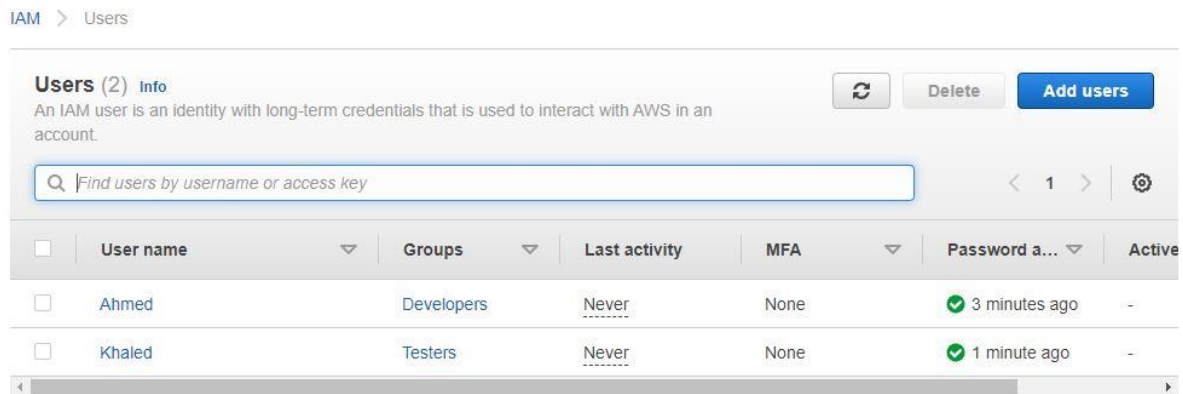 IAM > Users
Users (2) Info
An IAM user is an identity with long-term credentials that is used to interact with AWS in an
account.
Delete
Add users
Find users by username or access key
< 1 >
User name Groups Last activity MFA Password a... Active
Ahmed Developers Never None 3 minutes ago -
Khaled Testers Never None 1 minute ago -